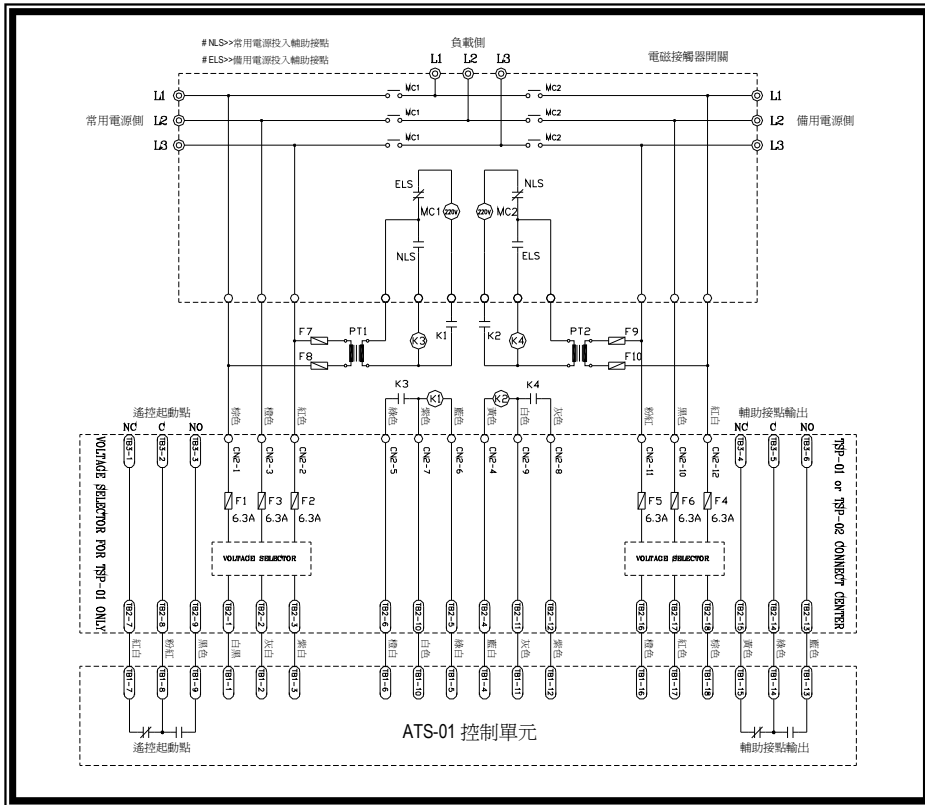 # NLS>>常用電源投入輔助接點
# ELS>>備用電源投入輔助接點
負載側
電磁接觸器開關
L1 L2 L3
L1 MC1 MC2 L1
常用電源側 L2 MC1 MC2 L2 備用電源側
L3 MC1 MC2 L3
ELS NLS
MC1 220V 220V MC2
NLS ELS
F7 PT1 K3 K1 K2 K4 PT2 F9
F8 F10
K3 K1 K2 K4
遙控起動點 輔助接點輸出
棕色 橙色 紅色 綠色 紫色 藍色 黃色 白色 灰色 粉紅 黑色 紅白
NC C NO NC C NO
TB3-1 TB3-2 TB3-3 CN2-1 CN2-3 CN2-2 CN2-5 CN2-7 CN2-6 CN2-4 CN2-9 CN2-8 CN2-11 CN2-10 CN2-12 TB3-4 TB3-5 TB3-6
VOLTAGE SELECTOR FOR TSP-01 ONLY
TSP-01 or TSP-02 CONNECT CENTER
F1 F3 F2 F5 F6 F4
6.3A 6.3A 6.3A 6.3A 6.3A 6.3A
VOLTAGE SELECTOR VOLTAGE SELECTOR
TB2-7 TB2-8 TB2-9 TB2-1 TB2-2 TB2-3 TB2-6 TB2-10 TB2-5 TB2-4 TB2-11 TB2-12 TB2-16 TB2-17 TB2-18 TB2-15 TB2-14 TB2-13
紅白 粉紅 黑色 白黑 灰白 紫白 橙白 白色 綠白 藍白 灰色 紫色 橙色 紅色 棕色 黃色 綠色 藍色
TB1-7 TB1-8 TB1-9 TB1-1 TB1-2 TB1-3 TB1-6 TB1-10 TB1-5 TB1-4 TB1-11 TB1-12 TB1-16 TB1-17 TB1-18 TB1-15 TB1-14 TB1-13
ATS-01 控制單元
遙控起動點 輔助接點輸出